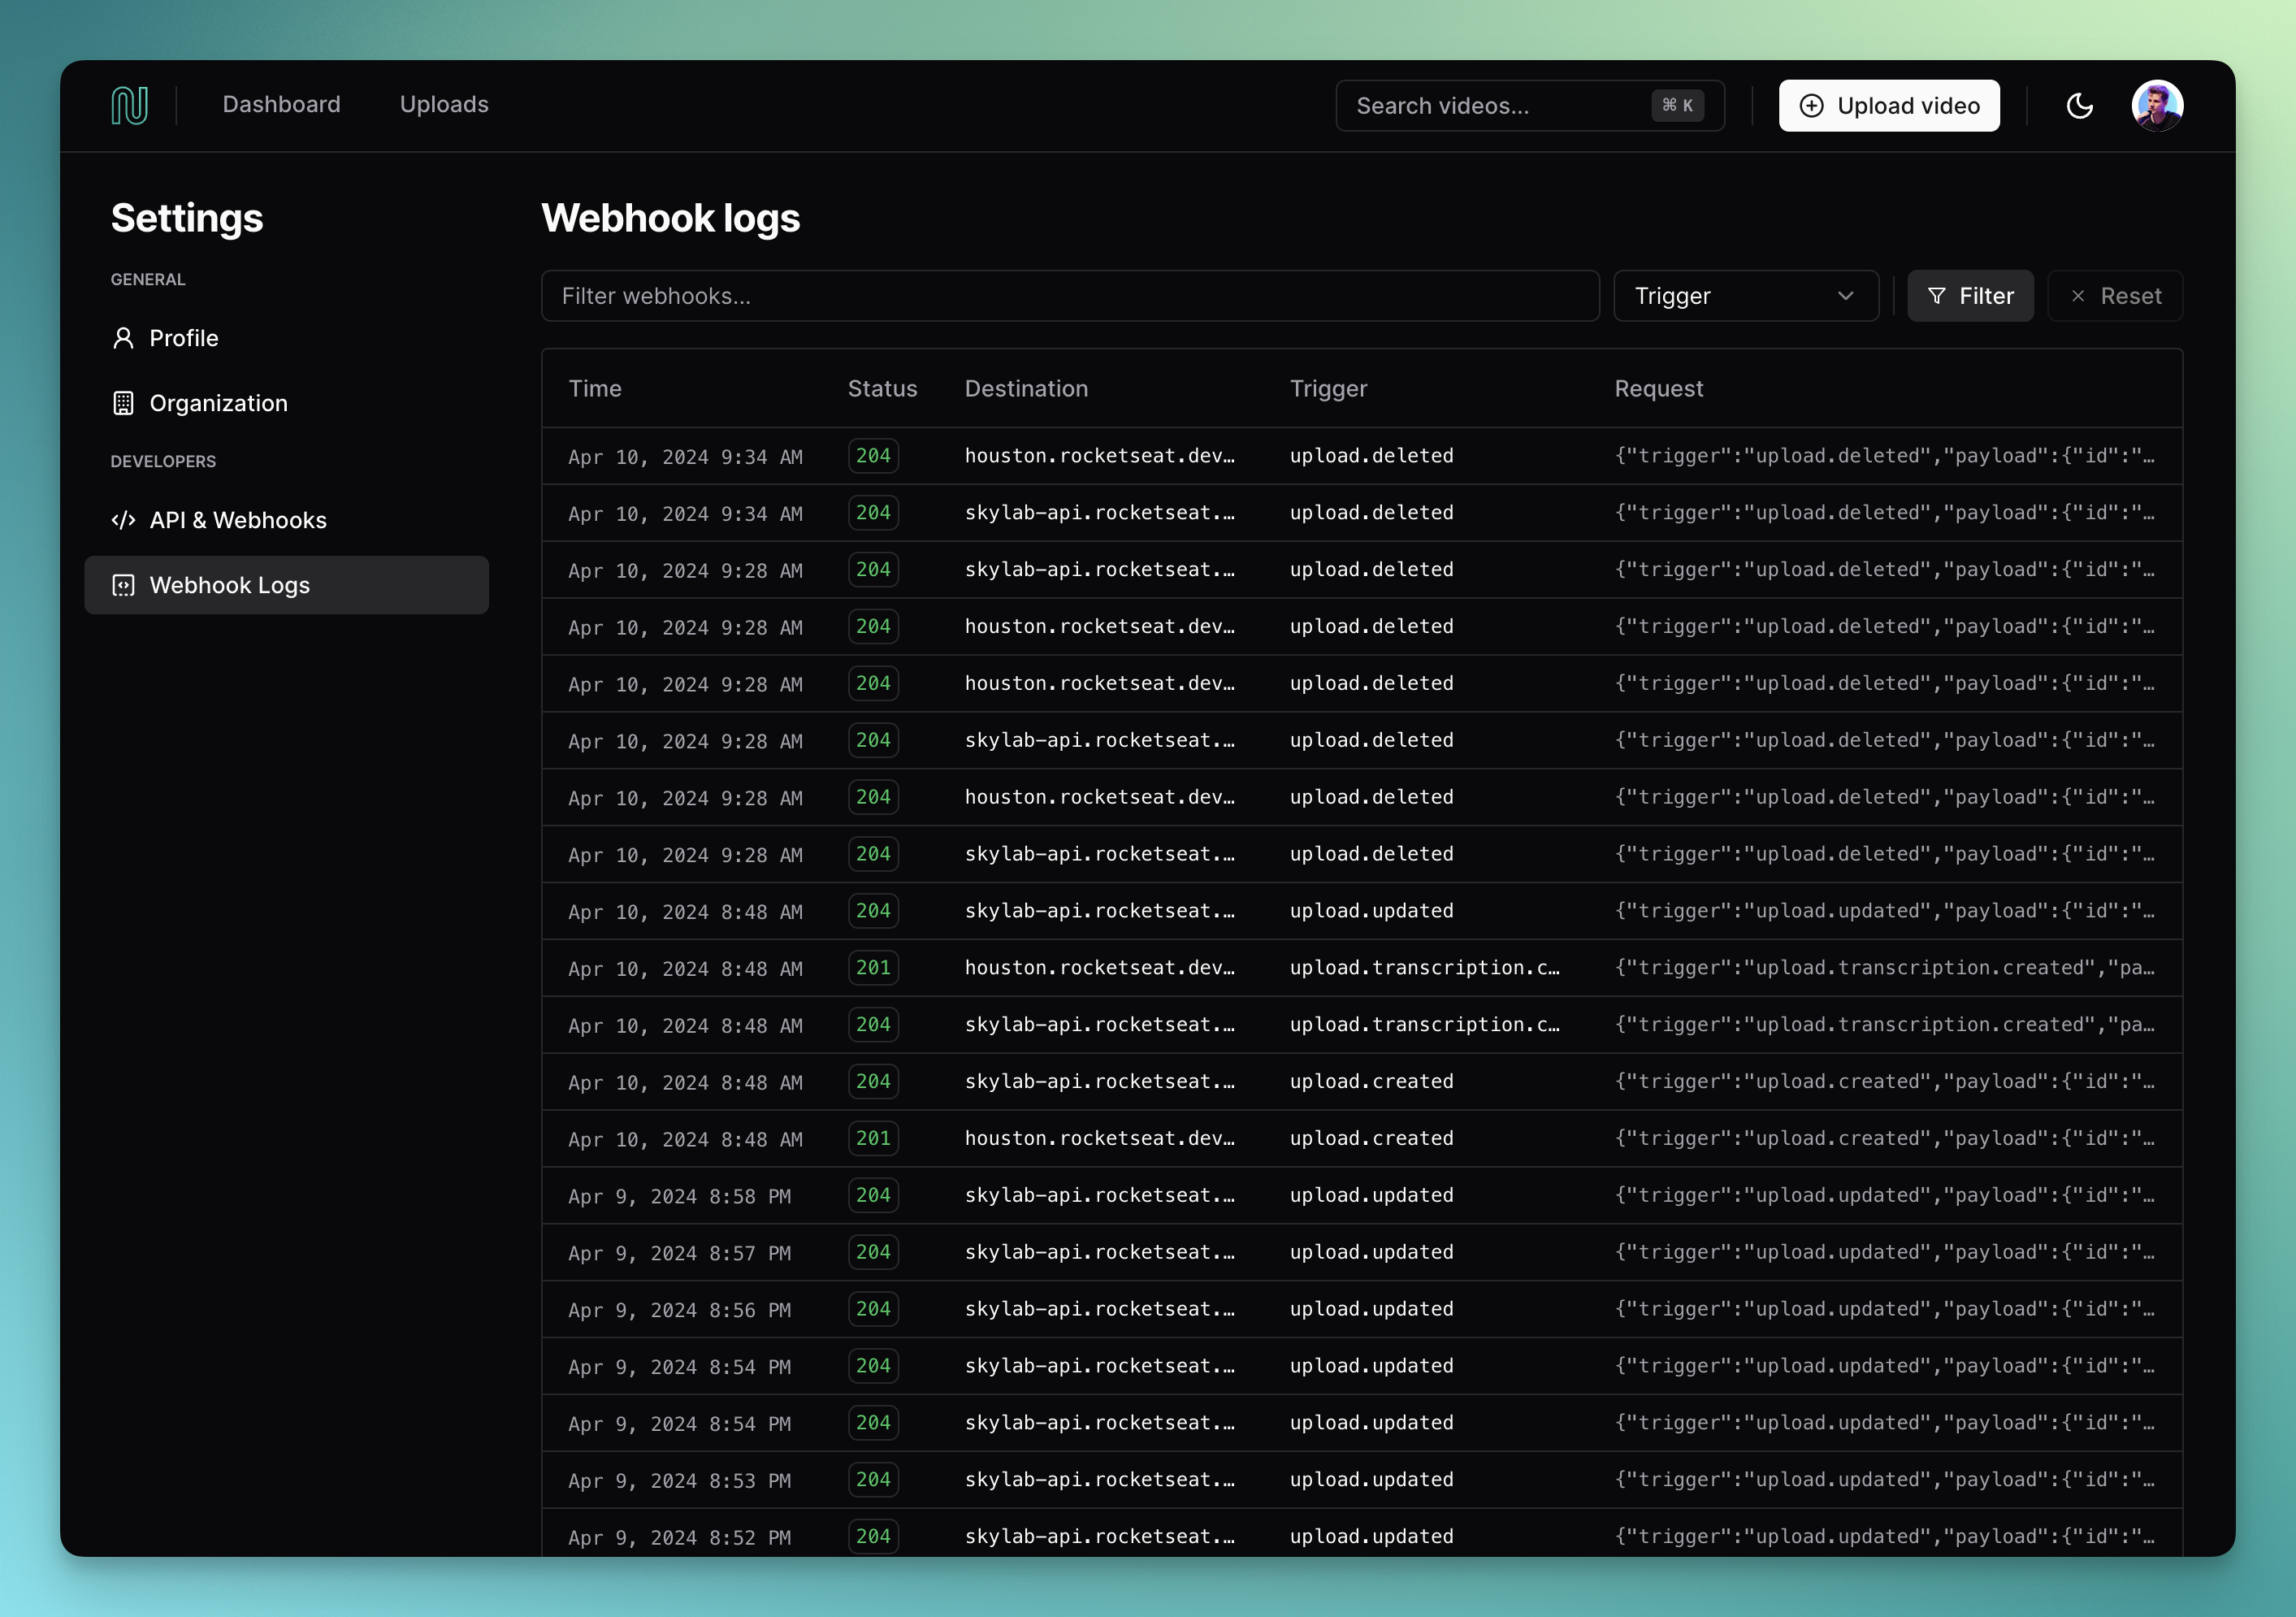 Dashboard Uploads Search videos... ⌘ K Upload video
Settings
GENERAL
Profile
Organization
DEVELOPERS
API & Webhooks
Webhook Logs
Webhook logs
Filter webhooks... Trigger Filter Reset
Time Status Destination Trigger Request
Apr 10, 2024 9:34 AM 204 houston.rocketseat.dev… upload.deleted {"trigger":"upload.deleted","payload":{"id":"…
Apr 10, 2024 9:34 AM 204 skylab-api.rocketseat.… upload.deleted {"trigger":"upload.deleted","payload":{"id":"…
Apr 10, 2024 9:28 AM 204 skylab-api.rocketseat.… upload.deleted {"trigger":"upload.deleted","payload":{"id":"…
Apr 10, 2024 9:28 AM 204 houston.rocketseat.dev… upload.deleted {"trigger":"upload.deleted","payload":{"id":"…
Apr 10, 2024 9:28 AM 204 houston.rocketseat.dev… upload.deleted {"trigger":"upload.deleted","payload":{"id":"…
Apr 10, 2024 9:28 AM 204 skylab-api.rocketseat.… upload.deleted {"trigger":"upload.deleted","payload":{"id":"…
Apr 10, 2024 9:28 AM 204 houston.rocketseat.dev… upload.deleted {"trigger":"upload.deleted","payload":{"id":"…
Apr 10, 2024 9:28 AM 204 skylab-api.rocketseat.… upload.deleted {"trigger":"upload.deleted","payload":{"id":"…
Apr 10, 2024 8:48 AM 204 skylab-api.rocketseat.… upload.updated {"trigger":"upload.updated","payload":{"id":"…
Apr 10, 2024 8:48 AM 201 houston.rocketseat.dev… upload.transcription.c… {"trigger":"upload.transcription.created","pa…
Apr 10, 2024 8:48 AM 204 skylab-api.rocketseat.… upload.transcription.c… {"trigger":"upload.transcription.created","pa…
Apr 10, 2024 8:48 AM 204 skylab-api.rocketseat.… upload.created {"trigger":"upload.created","payload":{"id":"…
Apr 10, 2024 8:48 AM 201 houston.rocketseat.dev… upload.created {"trigger":"upload.created","payload":{"id":"…
Apr 9, 2024 8:58 PM 204 skylab-api.rocketseat.… upload.updated {"trigger":"upload.updated","payload":{"id":"…
Apr 9, 2024 8:57 PM 204 skylab-api.rocketseat.… upload.updated {"trigger":"upload.updated","payload":{"id":"…
Apr 9, 2024 8:56 PM 204 skylab-api.rocketseat.… upload.updated {"trigger":"upload.updated","payload":{"id":"…
Apr 9, 2024 8:54 PM 204 skylab-api.rocketseat.… upload.updated {"trigger":"upload.updated","payload":{"id":"…
Apr 9, 2024 8:54 PM 204 skylab-api.rocketseat.… upload.updated {"trigger":"upload.updated","payload":{"id":"…
Apr 9, 2024 8:53 PM 204 skylab-api.rocketseat.… upload.updated {"trigger":"upload.updated","payload":{"id":"…
Apr 9, 2024 8:52 PM 204 skylab-api.rocketseat.… upload.updated {"trigger":"upload.updated","payload":{"id":"…